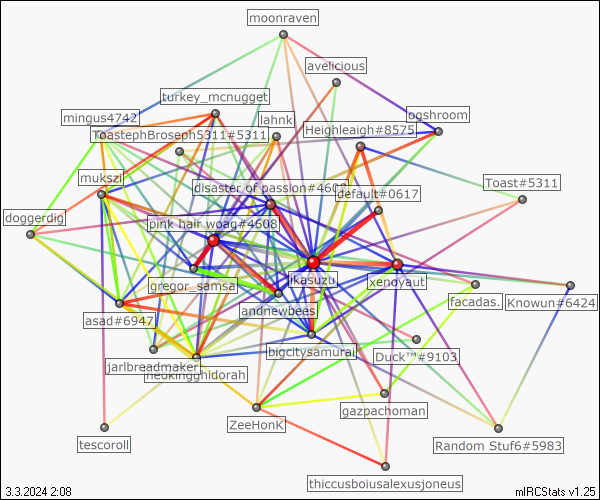 moonraven
avelicious
turkey_mcnugget
mingus4742
lahnk
ogshroom
ToastephBroseph5311#5311
Heighleaigh#8575
mukszi
disaster of passion#460
default#0617
Toast#5311
doggerdig
pink hair woag#4608
gregor_samsa
ikasuzu
xenoyaut
andnewbees
facadas.
Knowun#6424
asad#6947
bigcitysamurai
jarlbreadmaker
neokingghidorah
Duck™#9103
ZeeHonK
gazpachoman
tescoroll
Random Stuf6#5983
thiccusboiusalexusjoneus
3.3.2024 2:08
mIRCStats v1.25